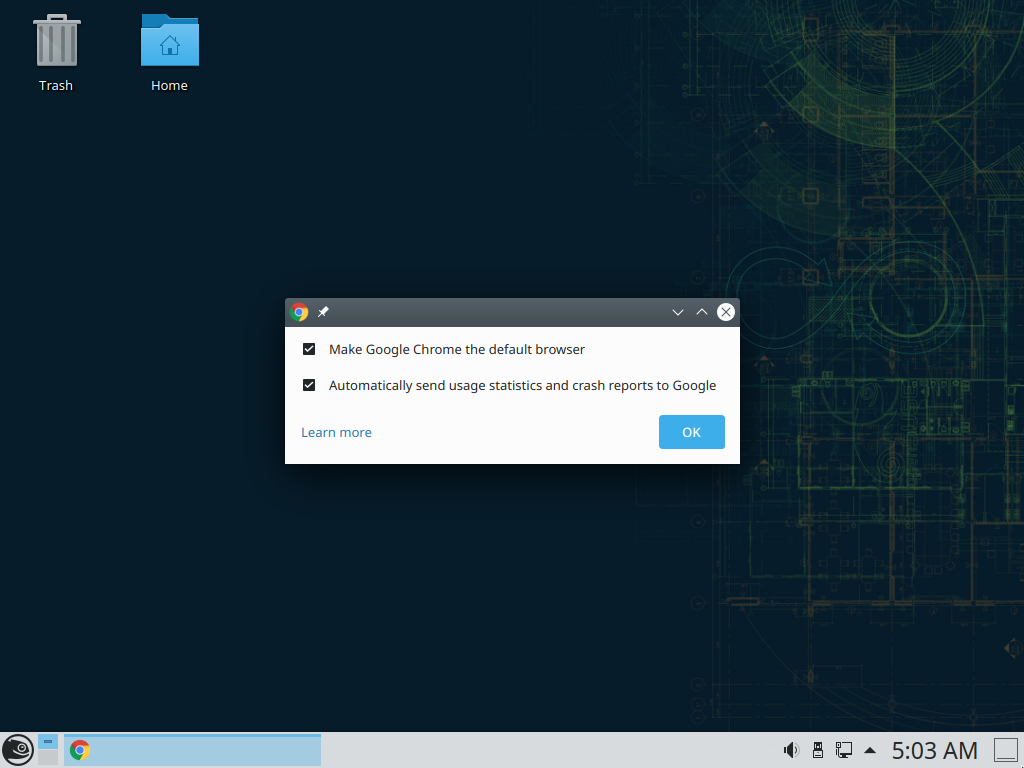 Trash
Home
Make Google Chrome the default browser
Automatically send usage statistics and crash reports to Google
Learn more
OK
5:03 AM